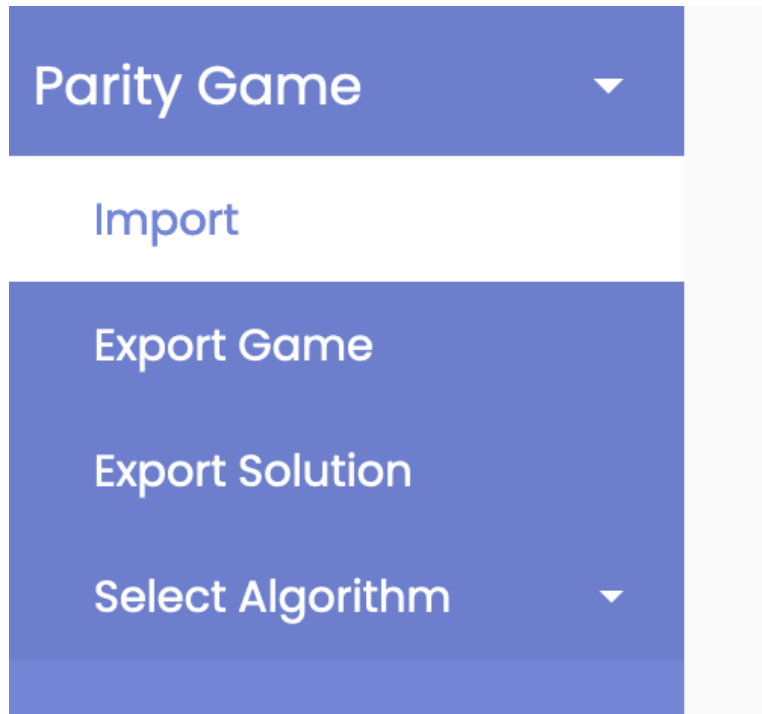 Parity Game
Import
Export Game
Export Solution
Select Algorithm